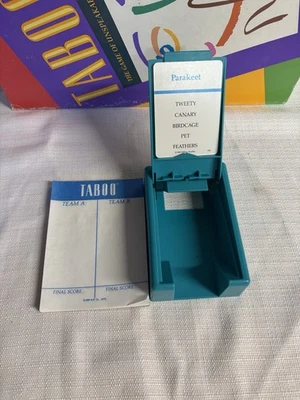 TABOO
THE GAME OF UNSPEAKABLE
Parakeet
TWEETY
CANARY
BIRDCAGE
PET
FEATHERS
TABOO
TEAM A: TEAM B:
FINAL SCORE FINAL SCORE